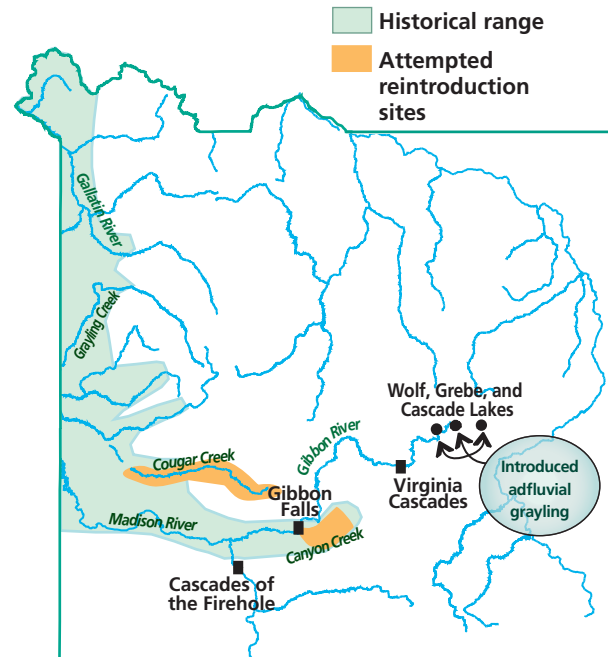 Historical range
Attempted
reintroduction
sites
Gallatin River
Grayling Creek
Wolf, Grebe, and
Cascade Lakes
Gibbon River
Cougar Creek
Introduced
adfluvial
grayling
Virginia
Cascades
Gibbon
Falls
Madison River
Canyon Creek
Cascades of
the Firehole